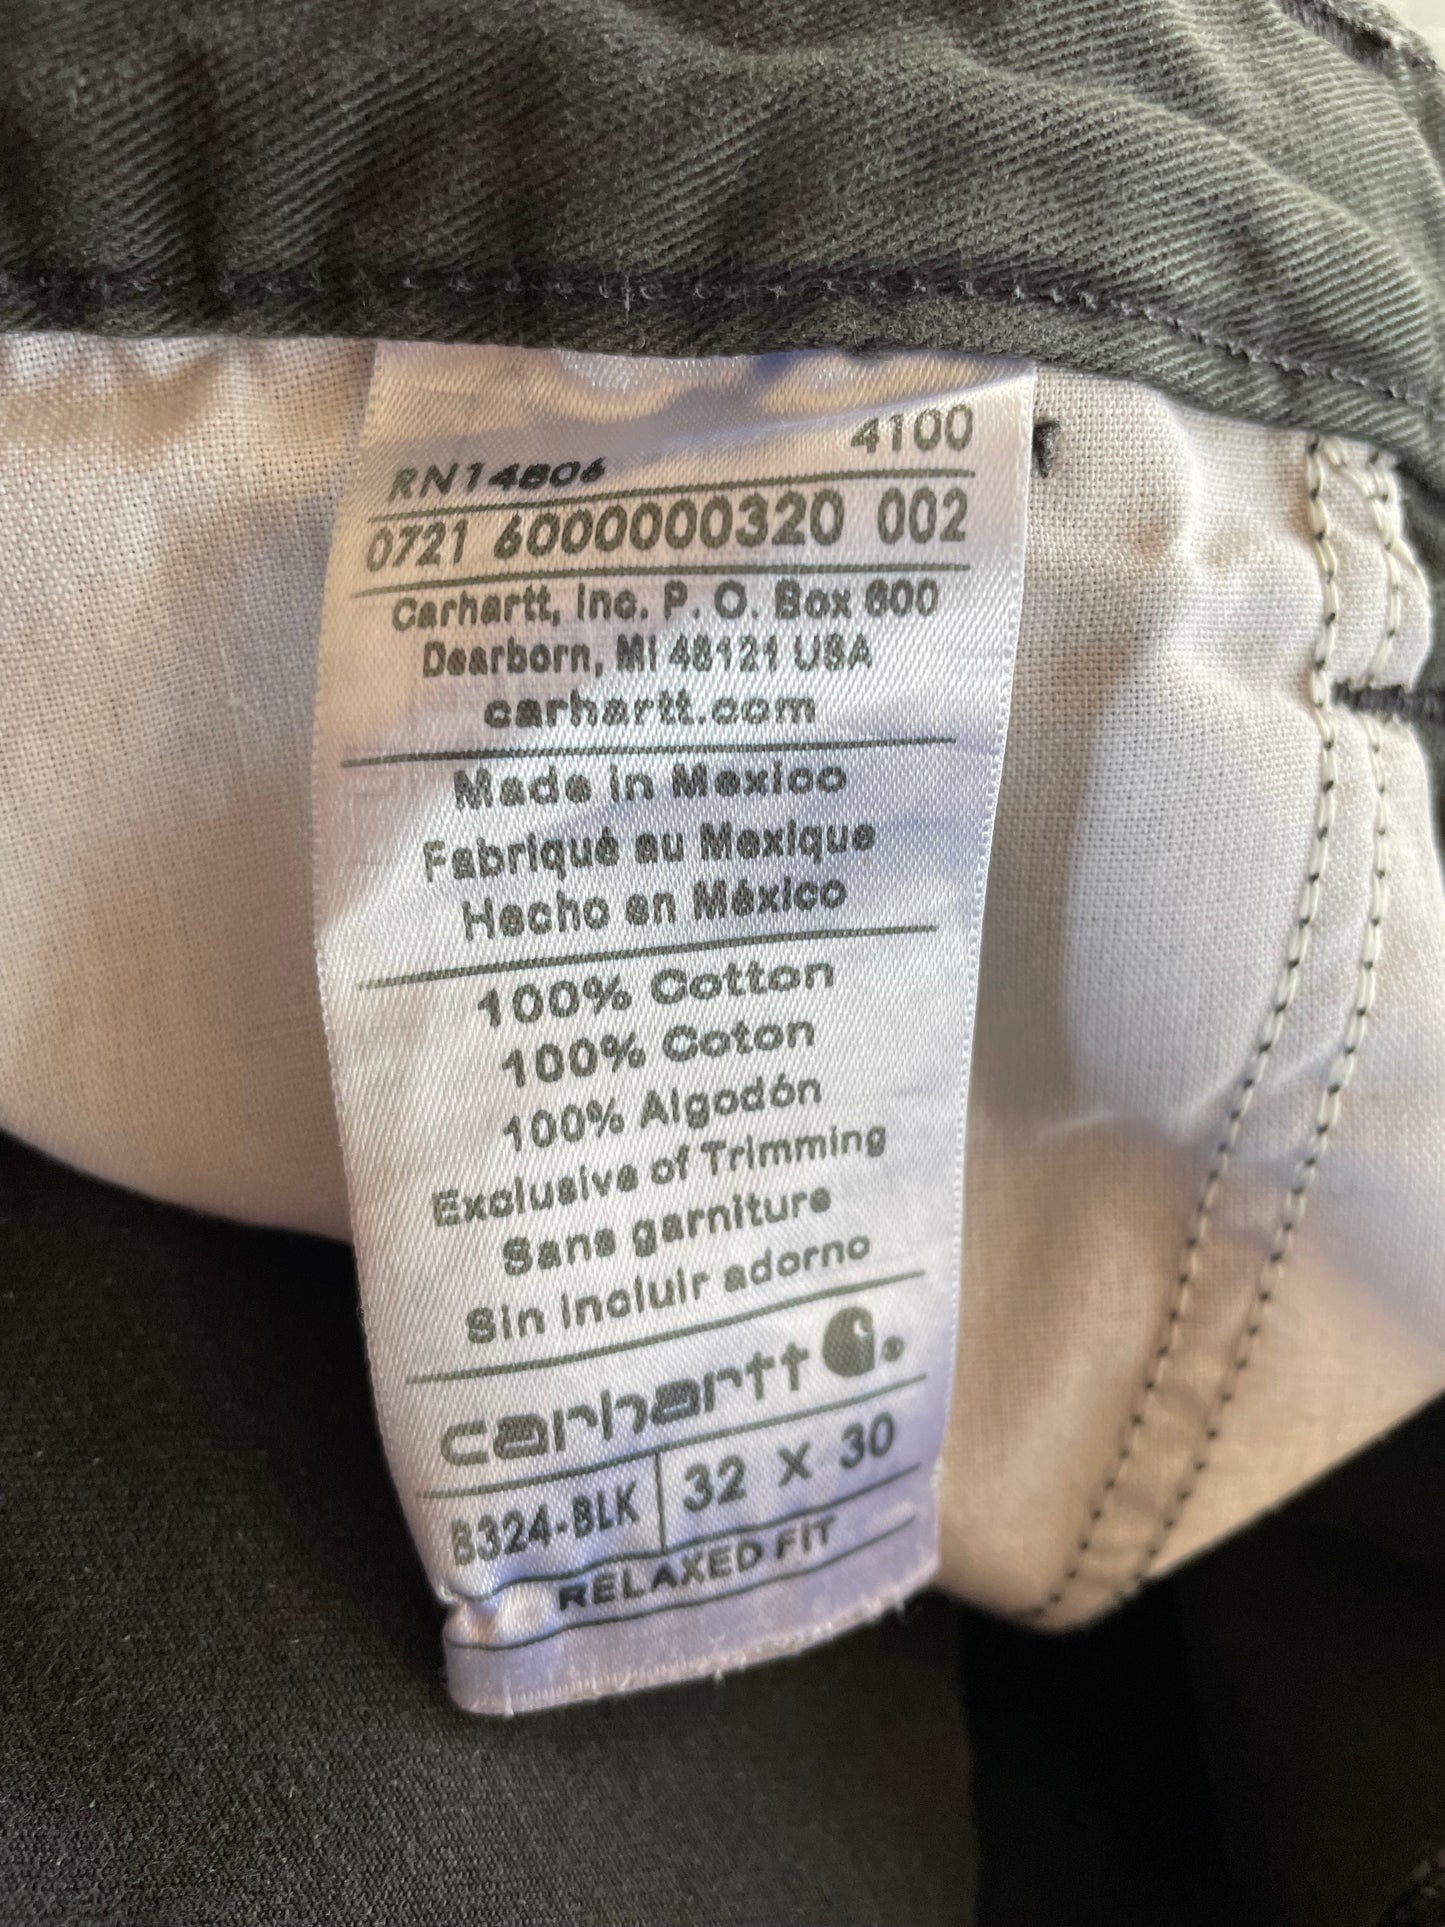 4100
RN14806
0721 6000000000320 002
Carhartt, Inc. P. O. Box 600
Dearborn, MI 48121 USA
carhartt.com
Made in Mexico
Fabriqué au Mexique
Hecho en México
100% Cotton
100% Coton
100% Algodón
Exclusive of Trimming
Sans garniture
Sin incluir adorno
carhartt ®
B324-BLK 32 X 30
RELAXED FIT